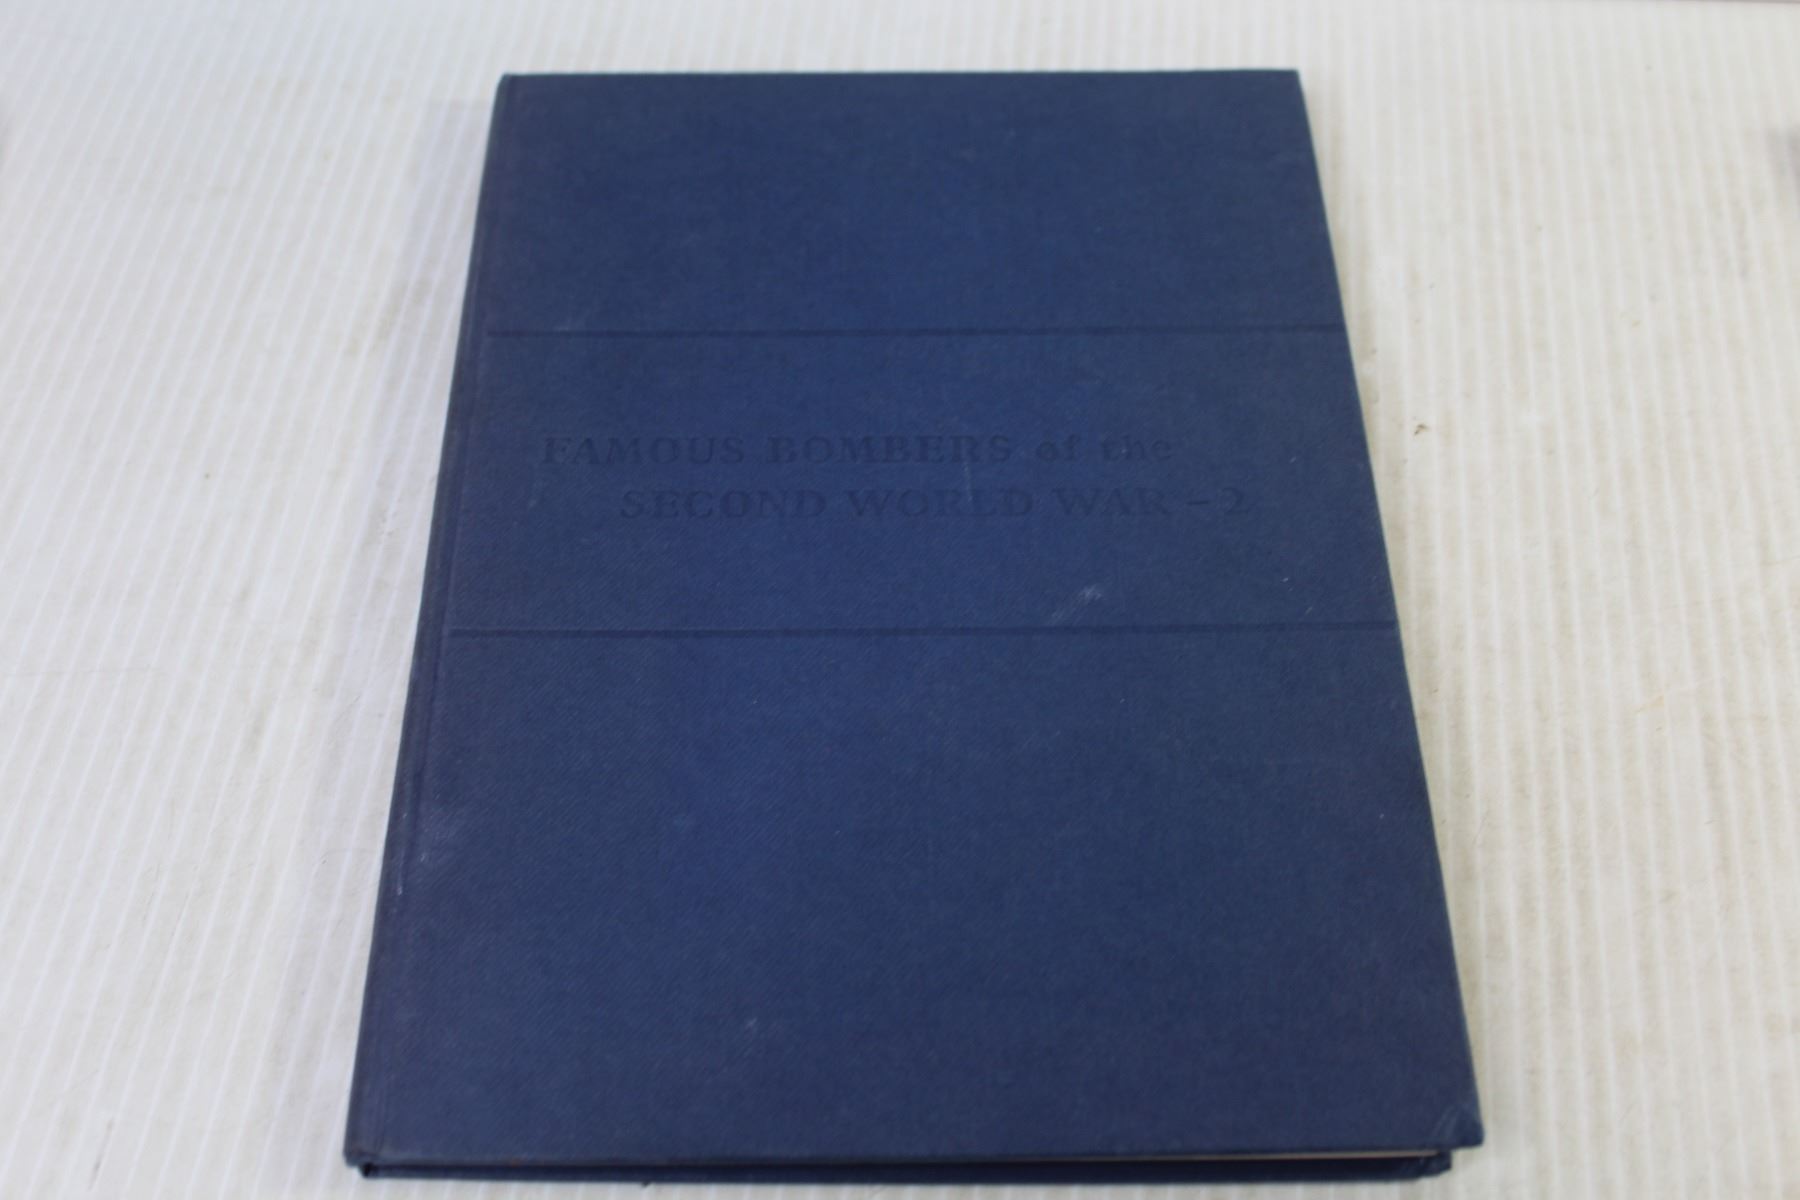 FAMOUS BOMBERS of the
SECOND WORLD WAR - 2